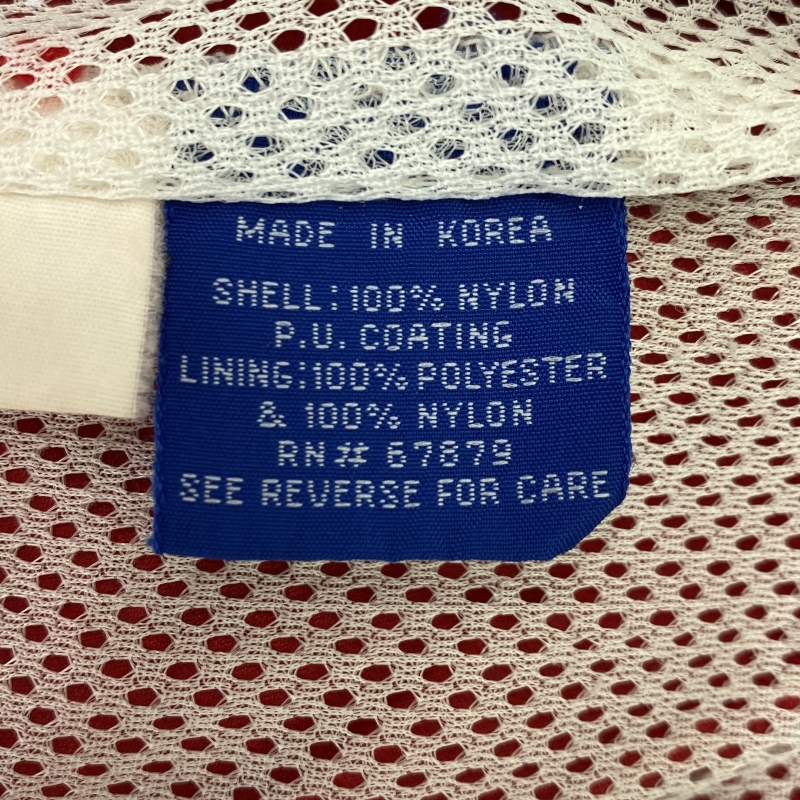 MADE IN KOREA
SHELL:100% NYLON
P.U. COATING
LINING:100% POLYESTER
& 100% NYLON
RN# 67879
SEE REVERSE FOR CARE